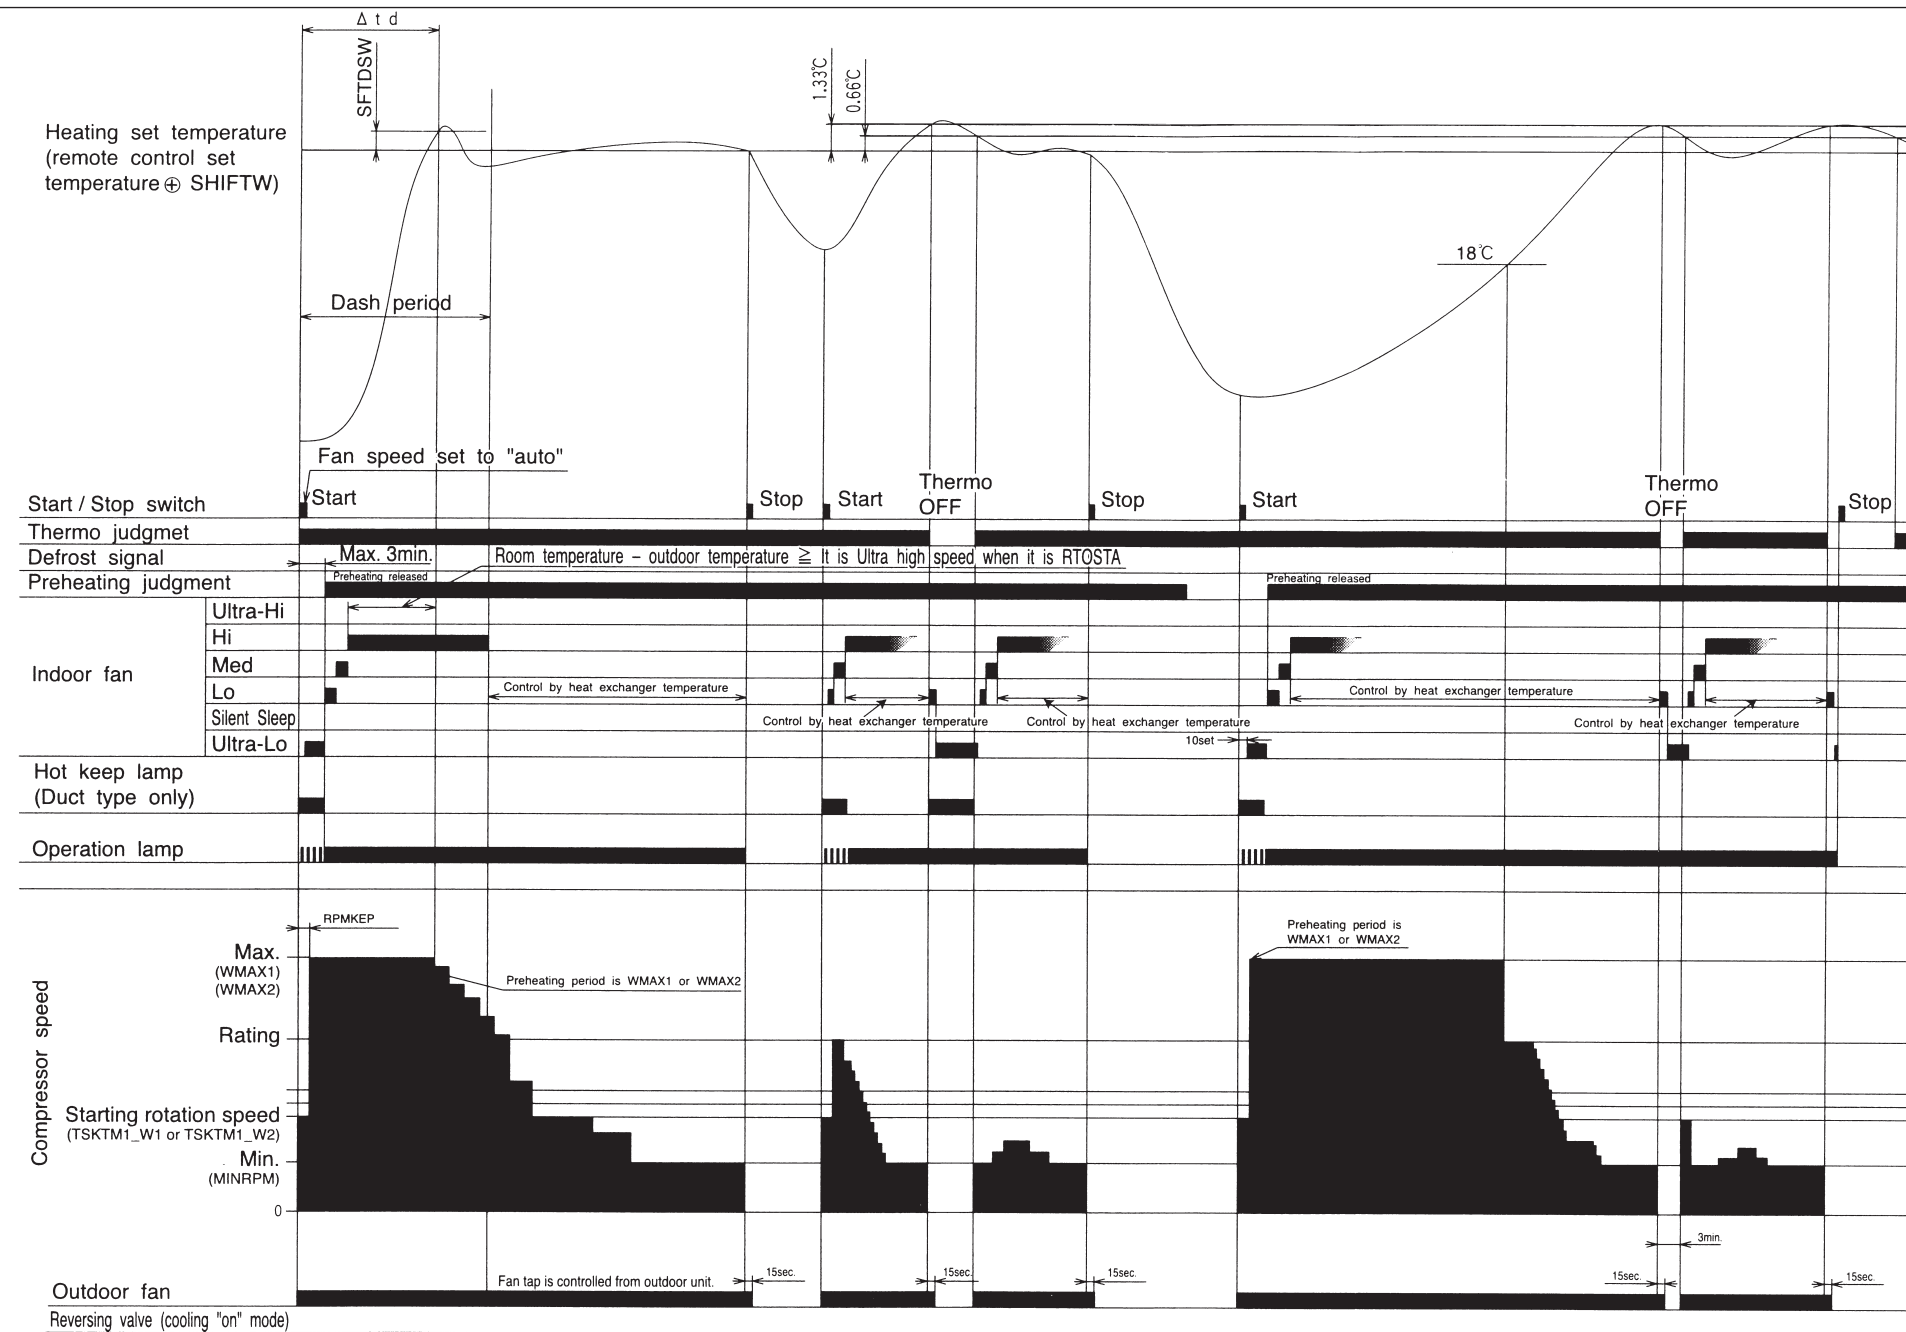 Δ t d
SFTDSW
1.33℃
0.66℃
Heating set temperature
(remote control set
temperature ⊕ SHIFTW)
18℃
Dash period
Fan speed set to "auto"
Start / Stop switch
Start
Stop
Start
Thermo
OFF
Stop
Start
Thermo
OFF
Stop
Thermo judgmet
Defrost signal
Max. 3min.
Room temperature – outdoor temperature ≧ It is Ultra high speed when it is RTOSTA
Preheating judgment
Preheating released
Preheating released
Indoor fan
Ultra-Hi
Hi
Med
Lo
Control by heat exchanger temperature
Control by heat exchanger temperature
Silent Sleep
Control by heat exchanger temperature
Control by heat exchanger temperature
Control by heat exchanger temperature
Ultra-Lo
10set
Hot keep lamp
(Duct type only)
Operation lamp
RPMKEP
Preheating period is
WMAX1 or WMAX2
Compressor speed
Max.
(WMAX1)
(WMAX2)
Preheating period is WMAX1 or WMAX2
Rating
Starting rotation speed
(TSKTM1_W1 or TSKTM1_W2)
Min.
(MINRPM)
0
3min.
Outdoor fan
Fan tap is controlled from outdoor unit.
15sec.
15sec.
15sec.
15sec.
15sec.
Reversing valve (cooling "on" mode)